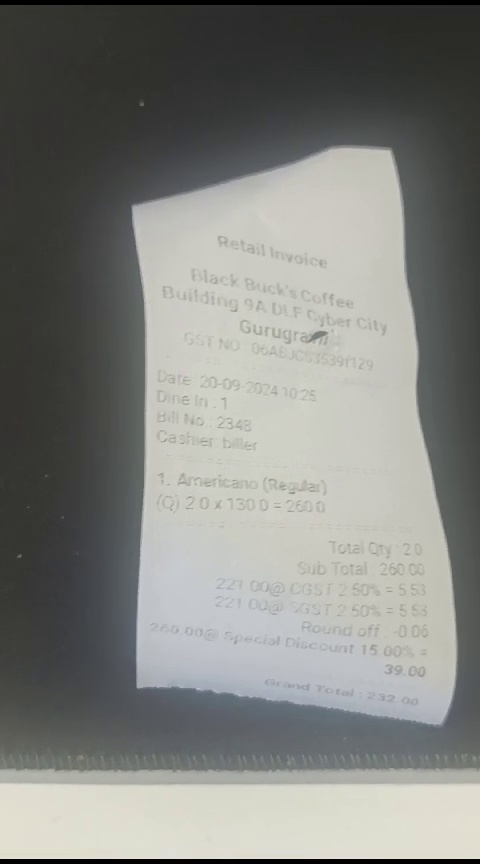 Retail Invoice
Black Buck's Coffee
Building 9A DLF Cyber City
Gurugram
GST NO
Date: 20-09-2024 10:25
Dine In : 1
Bill No.: 2348
Cashier: biller
1. Americano (Regular)
(Q) 2.0 x 130.0 = 260.0
Total Qty : 2.0
Sub Total : 260.00
221.00@ CGST 2.50% = 5.53
221.00@ SGST 2.50% = 5.53
Round off : -0.06
260.00@ Special Discount 15.00% =
39.00
Grand Total : 232.00